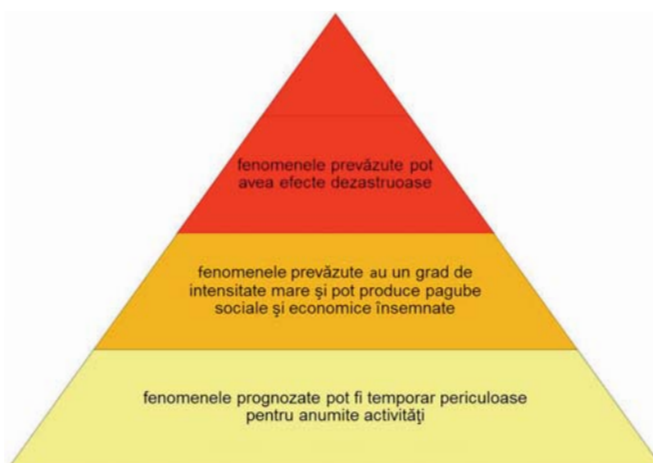 fenomenele prevăzute pot
avea efecte dezastruoase
fenomenele prevăzute au un grad de
intensitate mare şi pot produce pagube
sociale şi economice însemnate
fenomenele prognozate pot fi temporar periculoase
pentru anumite activităţi